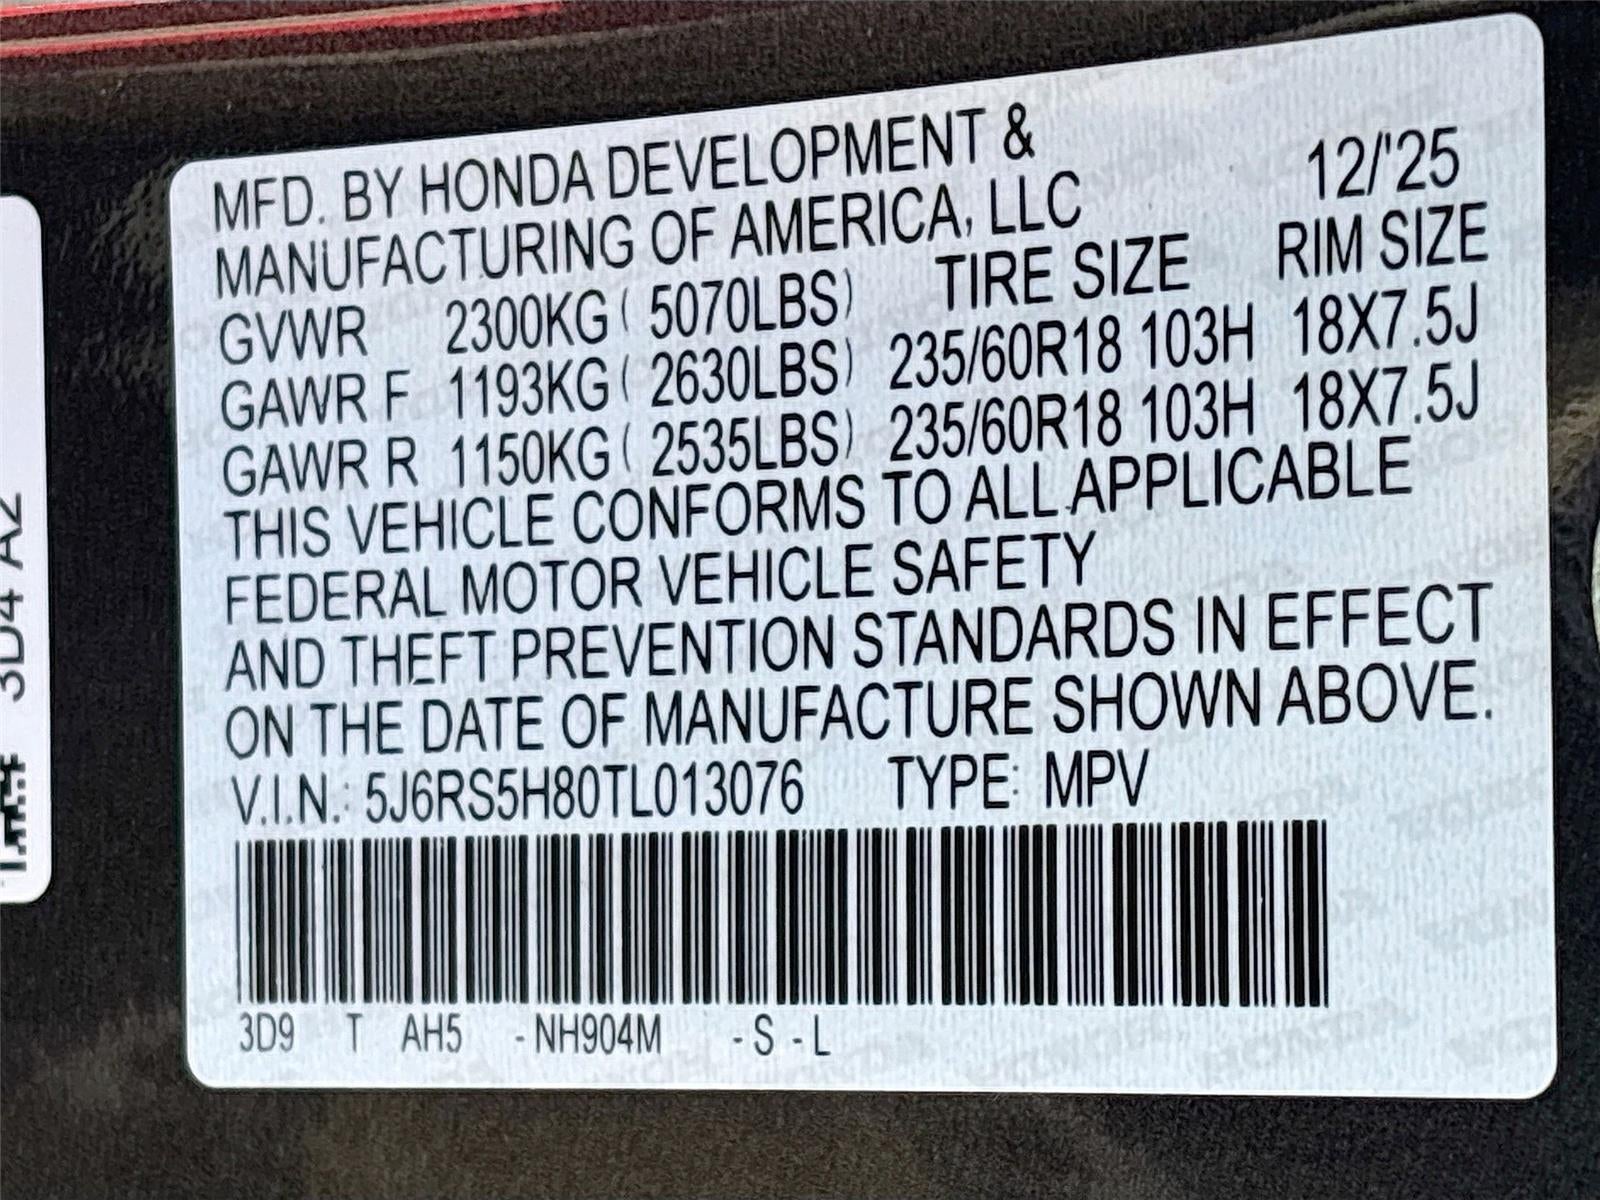 MFD. BY HONDA DEVELOPMENT &
MANUFACTURING OF AMERICA, LLC 12/'25
GVWR 2300KG ( 5070LBS) TIRE SIZE RIM SIZE
GAWR F 1193KG ( 2630LBS) 235/60R18 103H 18X7.5J
GAWR R 1150KG ( 2535LBS) 235/60R18 103H 18X7.5J
THIS VEHICLE CONFORMS TO ALL APPLICABLE
FEDERAL MOTOR VEHICLE SAFETY
AND THEFT PREVENTION STANDARDS IN EFFECT
ON THE DATE OF MANUFACTURE SHOWN ABOVE.
V.I.N.: 5J6RS5H80TL013076 TYPE: MPV
3D9 T AH5 - NH904M - S - L
3D4 A2